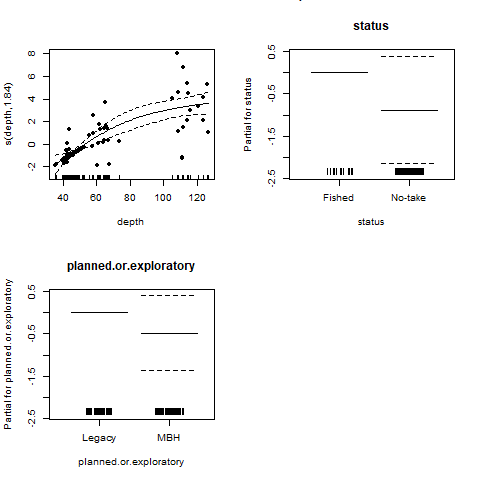 s(depth,1.84)
8
6
4
2
0
-2
40 60 80 100 120
depth
status
Partial for status
0.5
-0.5
-1.5
-2.5
Fished No-take
status
planned.or.exploratory
Partial for planned.or.exploratory
0.5
-0.5
-1.5
-2.5
Legacy MBH
planned.or.exploratory